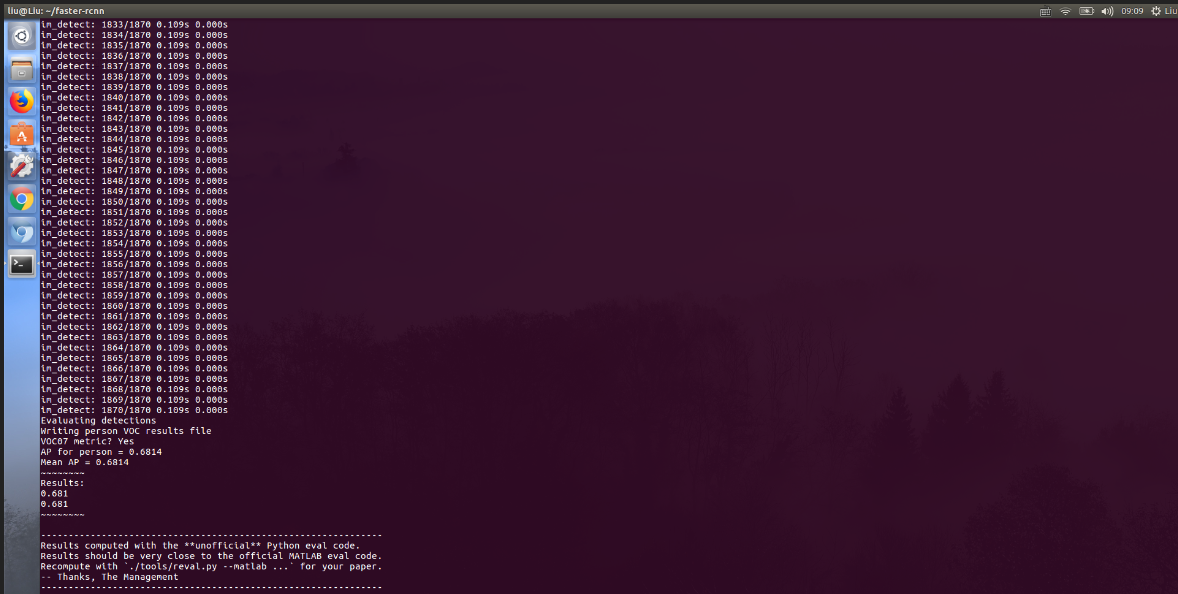 liu@Liu: ~/faster-rcnn
09:09
Liu
im_detect: 1833/1870 0.109s 0.000s
im_detect: 1834/1870 0.109s 0.000s
im_detect: 1835/1870 0.109s 0.000s
im_detect: 1836/1870 0.109s 0.000s
im_detect: 1837/1870 0.109s 0.000s
im_detect: 1838/1870 0.109s 0.000s
im_detect: 1839/1870 0.109s 0.000s
im_detect: 1840/1870 0.109s 0.000s
im_detect: 1841/1870 0.109s 0.000s
im_detect: 1842/1870 0.109s 0.000s
im_detect: 1843/1870 0.109s 0.000s
im_detect: 1844/1870 0.109s 0.000s
im_detect: 1845/1870 0.109s 0.000s
im_detect: 1846/1870 0.109s 0.000s
im_detect: 1847/1870 0.109s 0.000s
im_detect: 1848/1870 0.109s 0.000s
im_detect: 1849/1870 0.109s 0.000s
im_detect: 1850/1870 0.109s 0.000s
im_detect: 1851/1870 0.109s 0.000s
im_detect: 1852/1870 0.109s 0.000s
im_detect: 1853/1870 0.109s 0.000s
im_detect: 1854/1870 0.109s 0.000s
im_detect: 1855/1870 0.109s 0.000s
im_detect: 1856/1870 0.109s 0.000s
im_detect: 1857/1870 0.109s 0.000s
im_detect: 1858/1870 0.109s 0.000s
im_detect: 1859/1870 0.109s 0.000s
im_detect: 1860/1870 0.109s 0.000s
im_detect: 1861/1870 0.109s 0.000s
im_detect: 1862/1870 0.109s 0.000s
im_detect: 1863/1870 0.109s 0.000s
im_detect: 1864/1870 0.109s 0.000s
im_detect: 1865/1870 0.109s 0.000s
im_detect: 1866/1870 0.109s 0.000s
im_detect: 1867/1870 0.109s 0.000s
im_detect: 1868/1870 0.109s 0.000s
im_detect: 1869/1870 0.109s 0.000s
im_detect: 1870/1870 0.109s 0.000s
Evaluating detections
Writing person VOC results file
VOC07 metric? Yes
AP for person = 0.6814
Mean AP = 0.6814
~~~~~~~~
Results:
0.681
0.681
~~~~~~~~
--------------------------------------------------------------
Results computed with the **unofficial** Python eval code.
Results should be very close to the official MATLAB eval code.
Recompute with `./tools/reval.py --matlab ...` for your paper.
-- Thanks, The Management
--------------------------------------------------------------